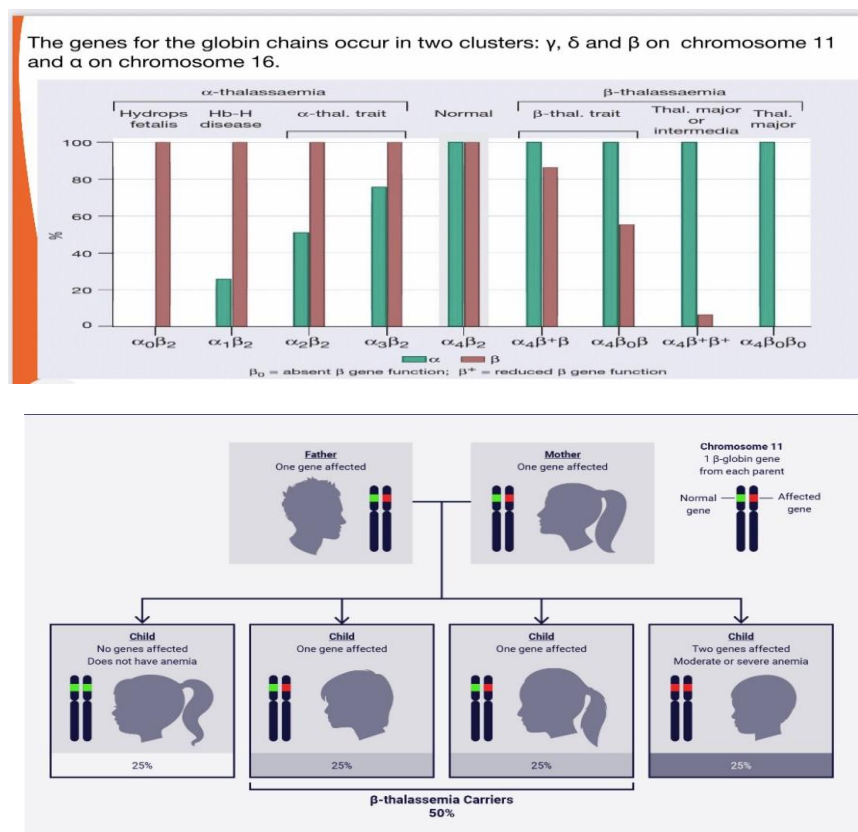 The genes for the globin chains occur in two clusters: γ, δ and β on chromosome 11
and α on chromosome 16.
α-thalassaemia
β-thalassaemia
Hydrops
fetalis
Hb-H
disease
α-thal. trait
Normal
β-thal. trait
Thal. major
or
intermedia
Thal.
major
100
80
60
40
20
0
%
α₀β₂
α₁β₂
α₂β₂
α₃β₂
α₄β₂
α₄β⁺β
α₄β₀β
α₄β⁺β⁺
α₄β₀β₀
α β
β₀ = absent β gene function; β⁺ = reduced β gene function
Father
One gene affected
Mother
One gene affected
Chromosome 11
1 β-globin gene
from each parent
Normal
gene
Affected
gene
Child
No genes affected
Does not have anemia
25%
Child
One gene affected
25%
Child
One gene affected
25%
Child
Two genes affected
Moderate or severe anemia
25%
β-thalassemia Carriers
50%